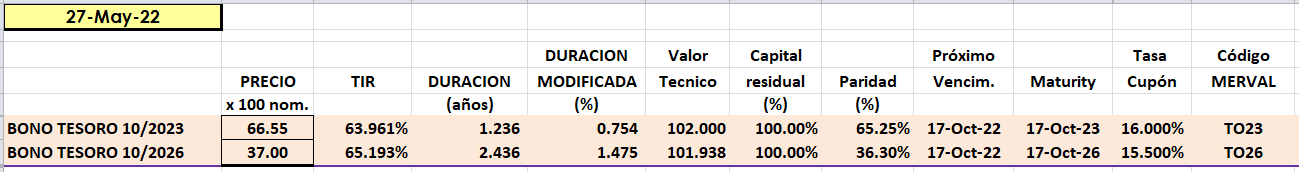 27-May-22
DURACION Valor Capital Próximo Tasa Código
PRECIO TIR DURACION MODIFICADA Tecnico residual Paridad Vencim. Maturity Cupón MERVAL
x 100 nom. (años) (%) (%) (%)
BONO TESORO 10/2023 66.55 63.961% 1.236 0.754 102.000 100.00% 65.25% 17-Oct-22 17-Oct-23 16.000% TO23
BONO TESORO 10/2026 37.00 65.193% 2.436 1.475 101.938 100.00% 36.30% 17-Oct-22 17-Oct-26 15.500% TO26